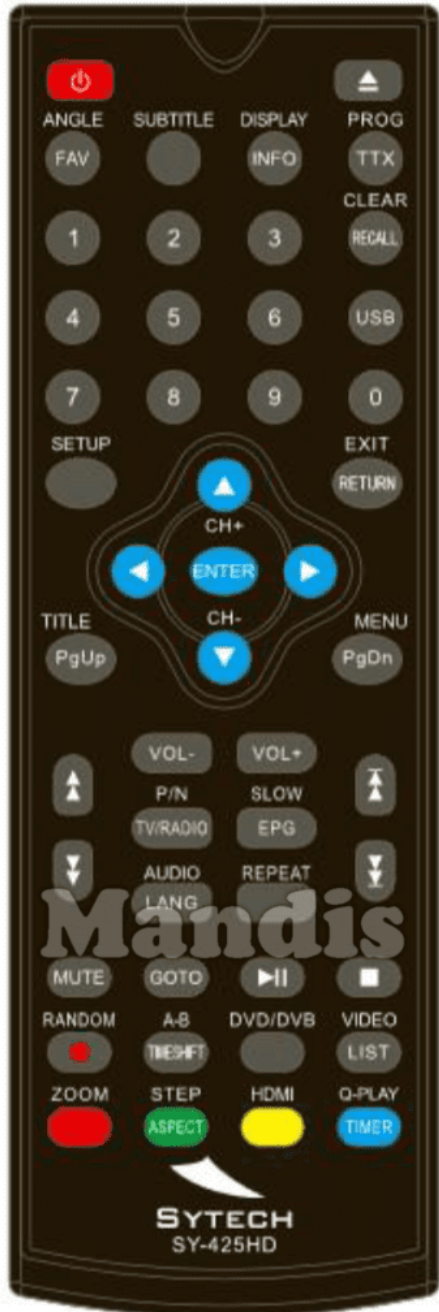 ANGLE SUBTITLE DISPLAY PROG
FAV INFO TTX
CLEAR
1 2 3 RECALL
4 5 6 USB
7 8 9 0
SETUP EXIT
RETURN
CH+
ENTER
CH-
TITLE MENU
PgUp PgDn
VOL- VOL+
P/N SLOW
TV/RADIO EPG
AUDIO REPEAT
LANG
Mandis
MUTE GOTO
RANDOM A-B DVD/DVB VIDEO
TIMESHIFT LIST
ZOOM STEP HDMI Q-PLAY
ASPECT TIMER
SYTECH
SY-425HD